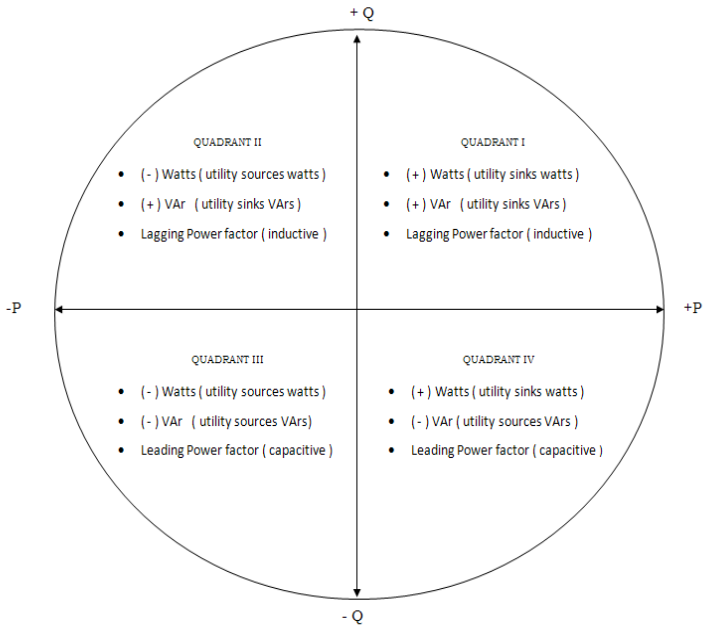 + Q
QUADRANT II
• ( - ) Watts ( utility sources watts )
• ( + ) VAr ( utility sinks VArs )
• Lagging Power factor ( inductive )
QUADRANT I
• ( + ) Watts ( utility sinks watts )
• ( + ) VAr ( utility sinks VArs )
• Lagging Power factor ( inductive )
-P
+P
QUADRANT III
• ( - ) Watts ( utility sources watts )
• ( - ) VAr ( utility sources VArs)
• Leading Power factor ( capacitive )
QUADRANT IV
• ( + ) Watts ( utility sinks watts )
• ( - ) VAr ( utility sources VArs )
• Leading Power factor ( capacitive )
- Q